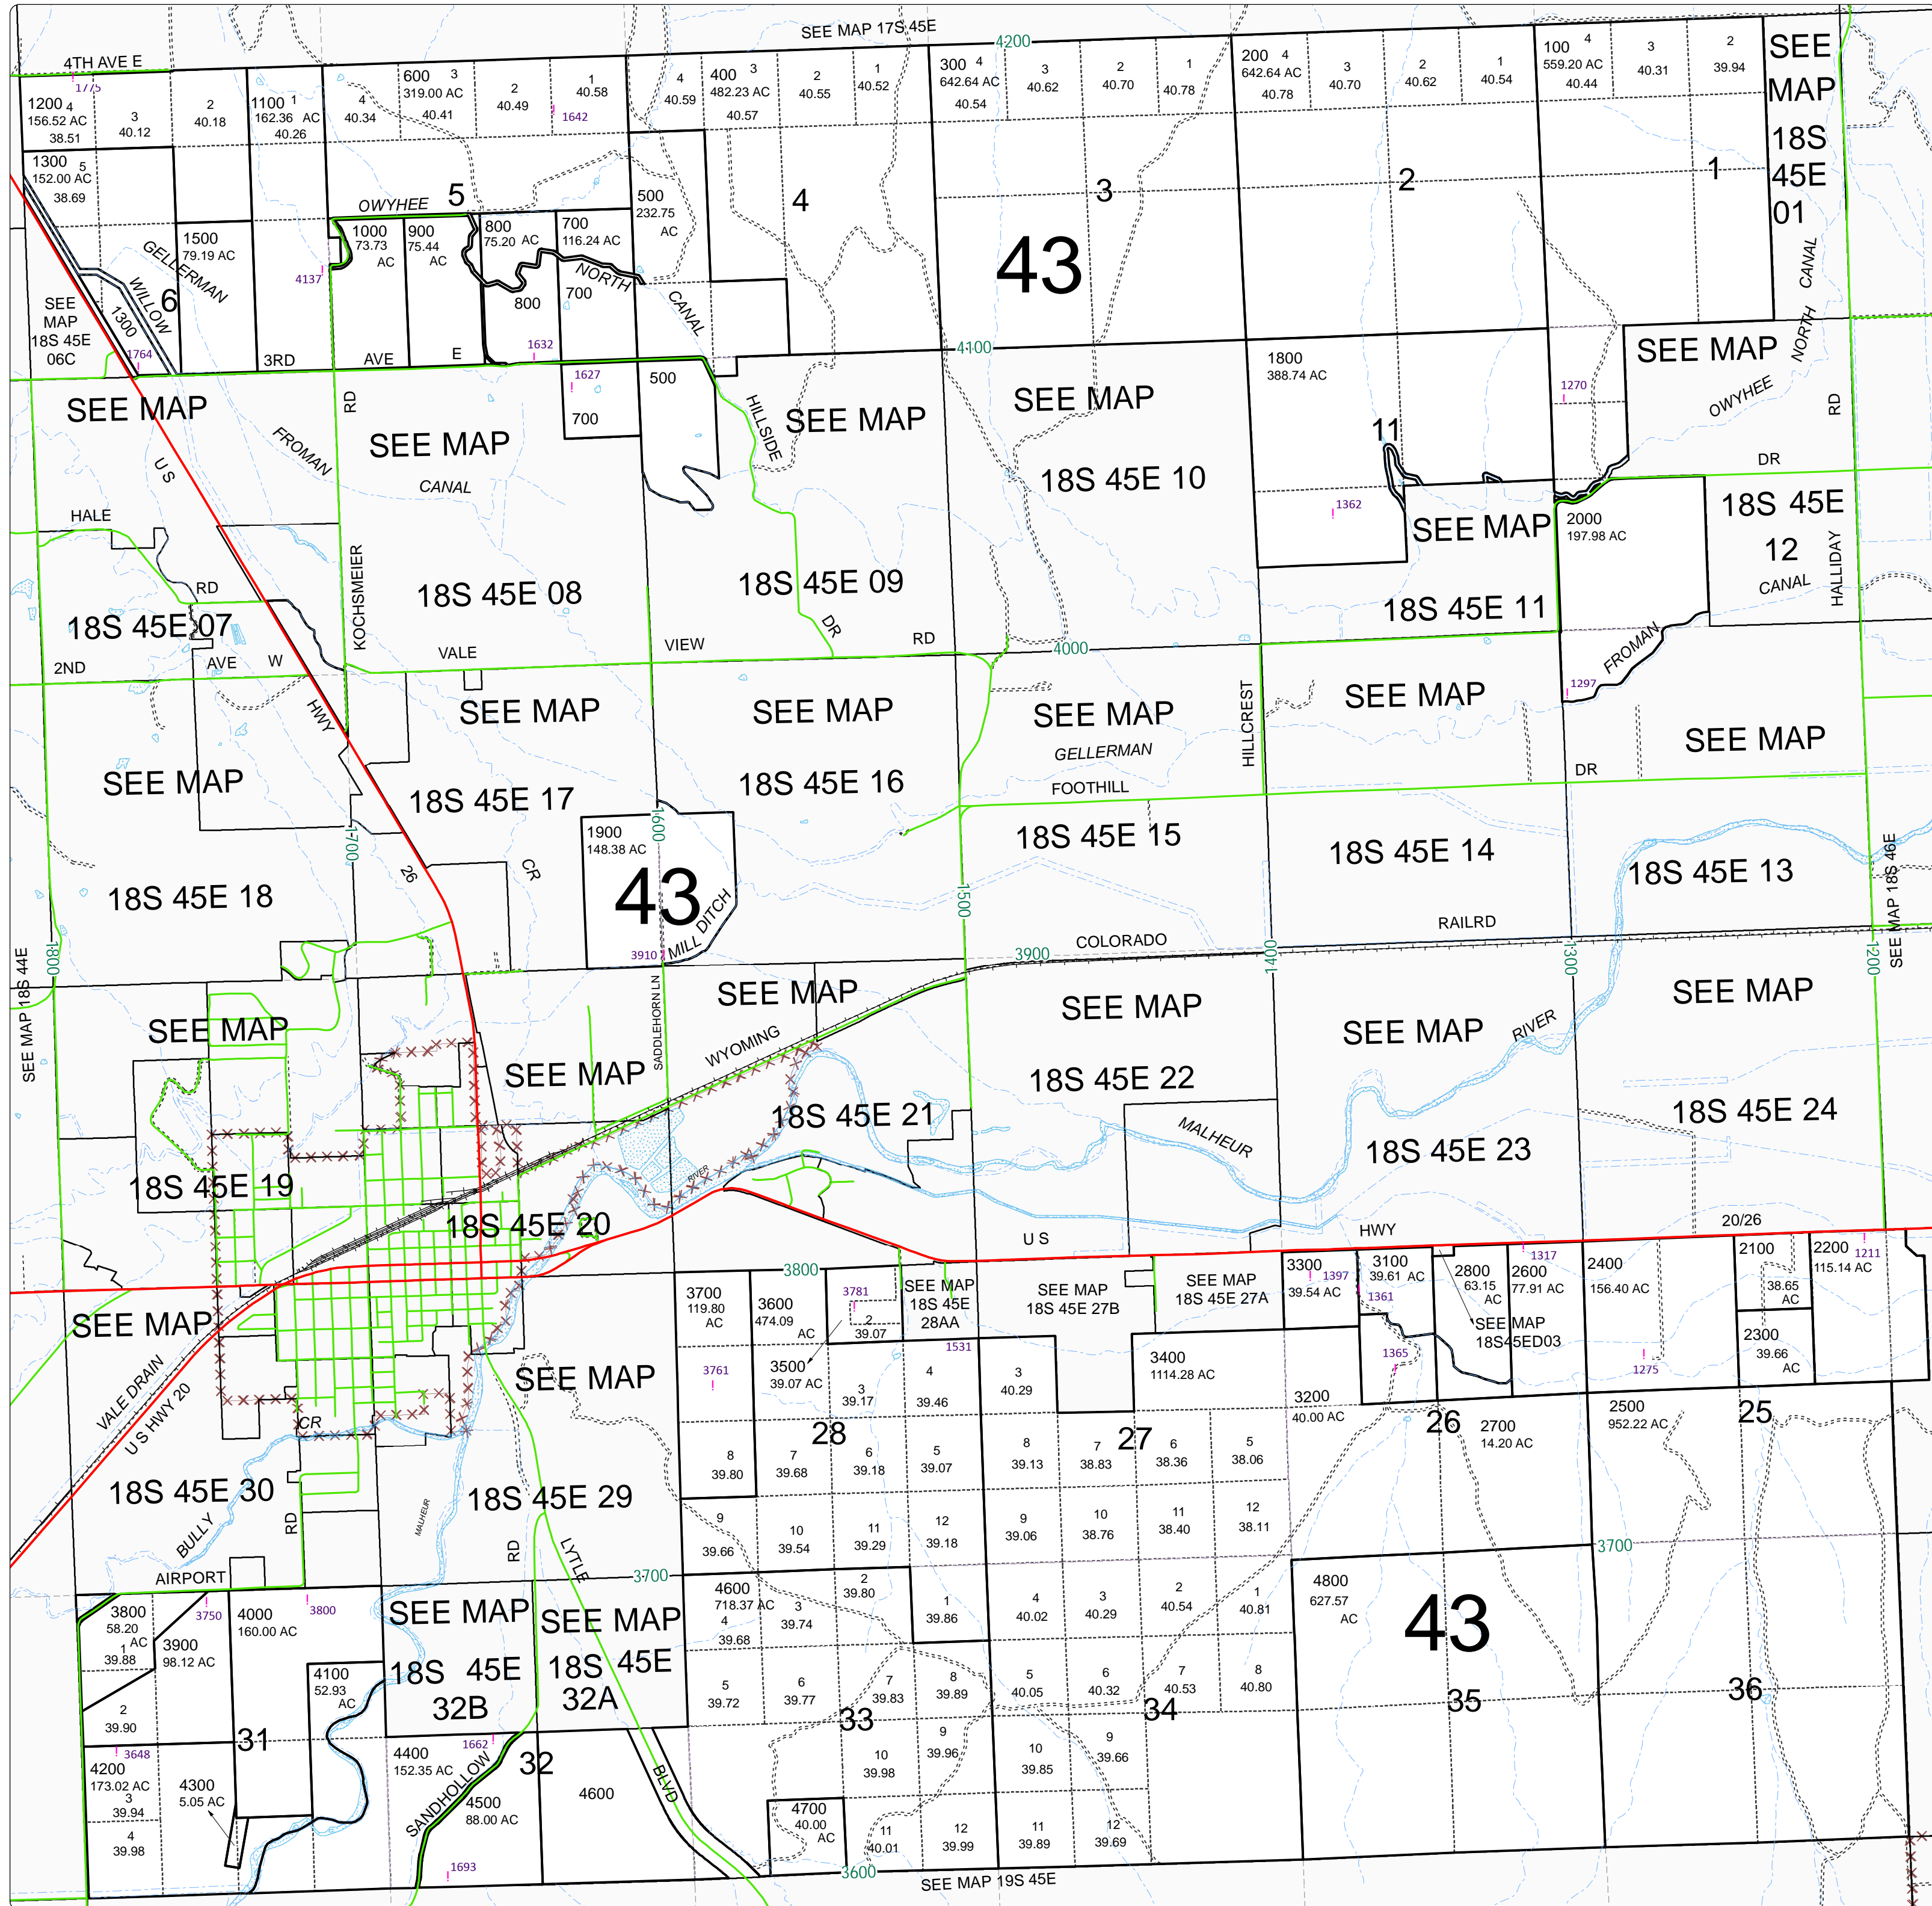 SEE MAP 17S 45E
4200
4TH AVE E
1775
1200 4
156.52 AC
38.51
3
40.12
2
40.18
1100 1
162.36 AC
40.26
4
40.34
600 3
319.00 AC
40.41
2
40.49
1
40.58
1642
4
40.59
400 3
482.23 AC
40.57
2
40.55
1
40.52
300 4
642.64 AC
40.54
3
40.62
2
40.70
1
40.78
200 4
642.64 AC
40.78
3
40.70
2
40.62
1
40.54
100 4
559.20 AC
40.44
3
40.31
2
39.94
SEE
MAP
18S
45E
01
1300 5
152.00 AC
38.69
5
4
3
2
1
43
OWYHEE
1500
79.19 AC
GELLERMAN
WILLOW
6
1300
4137
1000
73.73
AC
900
75.44
AC
800
75.20 AC
700
116.24 AC
500
232.75
AC
NORTH
CANAL
800
700
SEE
MAP
18S 45E
06C
1764
3RD
AVE
E
1632
4100
1627
700
500
1800
388.74 AC
1270
SEE MAP
NORTH
CANAL
OWYHEE
RD
SEE MAP
US
FROMAN
CANAL
RD
SEE MAP
HILLSIDE
SEE MAP
SEE MAP
18S 45E 10
11
1362
SEE MAP
DR
18S 45E
12
CANAL
HALLIDAY
2000
197.98 AC
HALE
RD
18S 45E 07
KOCHSMEIER
18S 45E 08
18S 45E 09
DR
18S 45E 11
FROMAN
1297
2ND
AVE
W
VALE
VIEW
RD
4000
HWY
SEE MAP
SEE MAP
SEE MAP
SEE MAP
GELLERMAN
HILLCREST
SEE MAP
SEE MAP
18S 45E 17
18S 45E 16
FOOTHILL
DR
1700
1600
1900
148.38 AC
43
MILL DITCH
3910
18S 45E 15
18S 45E 14
18S 45E 13
18S 45E 18
26
CR
1500
COLORADO
RAILRD
3900
1400
1300
1200
SEE MAP 18S 46E
SEE MAP 18S 44E
1800
SEE MAP
SEE MAP
SADDLEHORN LN
SEE MAP
WYOMING
SEE MAP
SEE MAP
RIVER
SEE MAP
18S 45E 22
18S 45E 21
RIVER
MALHEUR
18S 45E 23
18S 45E 24
18S 45E 19
18S 45E 20
US
HWY
20/26
3800
3700
119.80
AC
3761
3600
474.09
AC
3781
2
39.07
3500
39.07 AC
SEE MAP
18S 45E
28AA
1531
SEE MAP
18S 45E 27B
SEE MAP
18S 45E 27A
3300
39.54 AC
1397
3100
39.61 AC
1361
1365
2800
63.15
AC
2600
77.91 AC
1317
SEE MAP
18S45ED03
2400
156.40 AC
1275
2100
38.65
AC
2300
39.66
AC
2200
115.14 AC
1211
SEE MAP
VALE DRAIN
US HWY 20
CR
SEE MAP
3
39.17
4
39.46
3
40.29
3400
1114.28 AC
3200
40.00 AC
26
2700
14.20 AC
2500
952.22 AC
25
28
27
8
39.80
7
39.68
6
39.18
5
39.07
8
39.13
7
38.83
6
38.36
5
38.06
18S 45E 30
BULLY
RD
MALHEUR
18S 45E 29
RD
LYTLE
9
39.66
10
39.54
11
39.29
12
39.18
9
39.06
10
38.76
11
38.40
12
38.11
AIRPORT
3700
3700
3800
58.20
AC
1
39.88
3750
3900
98.12 AC
4000
160.00 AC
3800
4100
52.93
AC
2
39.90
31
SEE MAP
18S 45E
32B
SEE MAP
18S 45E
32A
4600
718.37 AC
4
39.68
3
39.74
2
39.80
1
39.86
4
40.02
3
40.29
2
40.54
1
40.81
4800
627.57
AC
43
5
39.72
6
39.77
7
39.83
8
39.89
5
40.05
6
40.32
7
40.53
8
40.80
33
34
35
36
3648
4200
173.02 AC
3
39.94
4
39.98
4300
5.05 AC
4400
152.35 AC
1662
SANDHOLLOW
32
4500
88.00 AC
1693
4600
BLVD
10
39.98
9
39.96
10
39.85
9
39.66
4700
40.00
AC
11
40.01
12
39.99
11
39.89
12
39.69
3600
SEE MAP 19S 45E